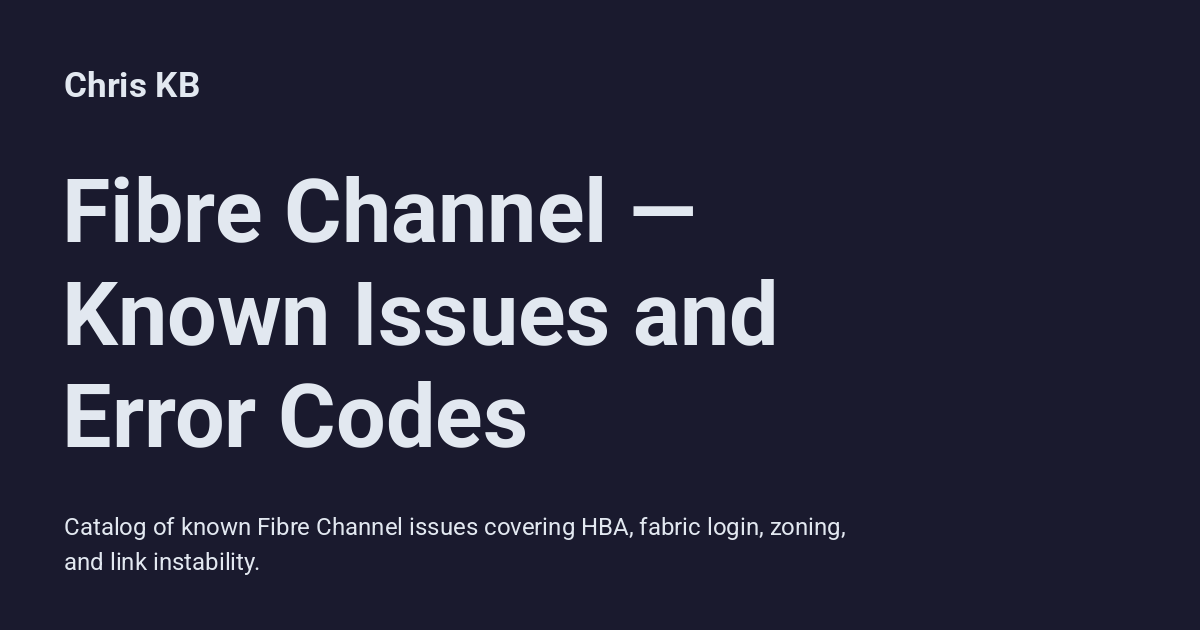 Chris KB
Fibre Channel —
Known Issues and
Error Codes
Catalog of known Fibre Channel issues covering HBA, fabric login, zoning,
and link instability.